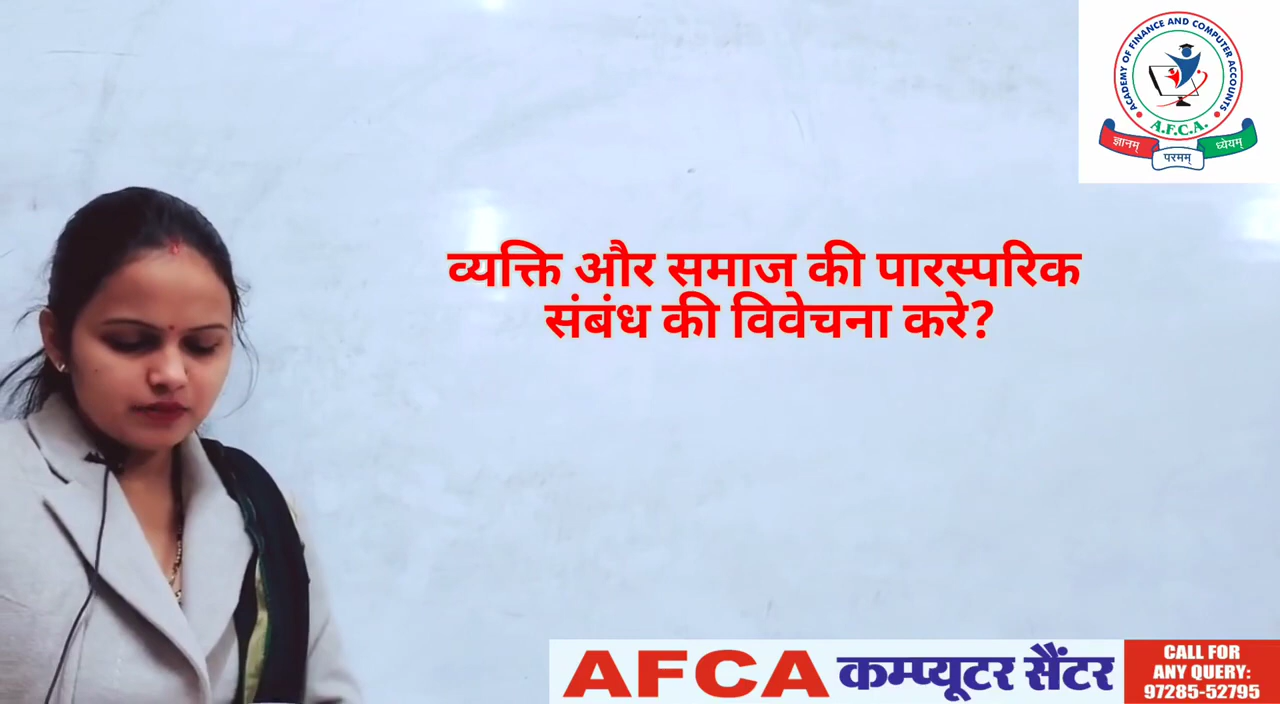 ACADEMY OF FINANCE AND COMPUTER ACCOUNTS
A.F.C.A.
ज्ञानम्
परमम्
ध्येयम्
व्यक्ति और समाज की पारस्परिक
संबंध की विवेचना करे?
AFCA कम्प्यूटर सैंटर
CALL FOR
ANY QUERY:
97285-52795